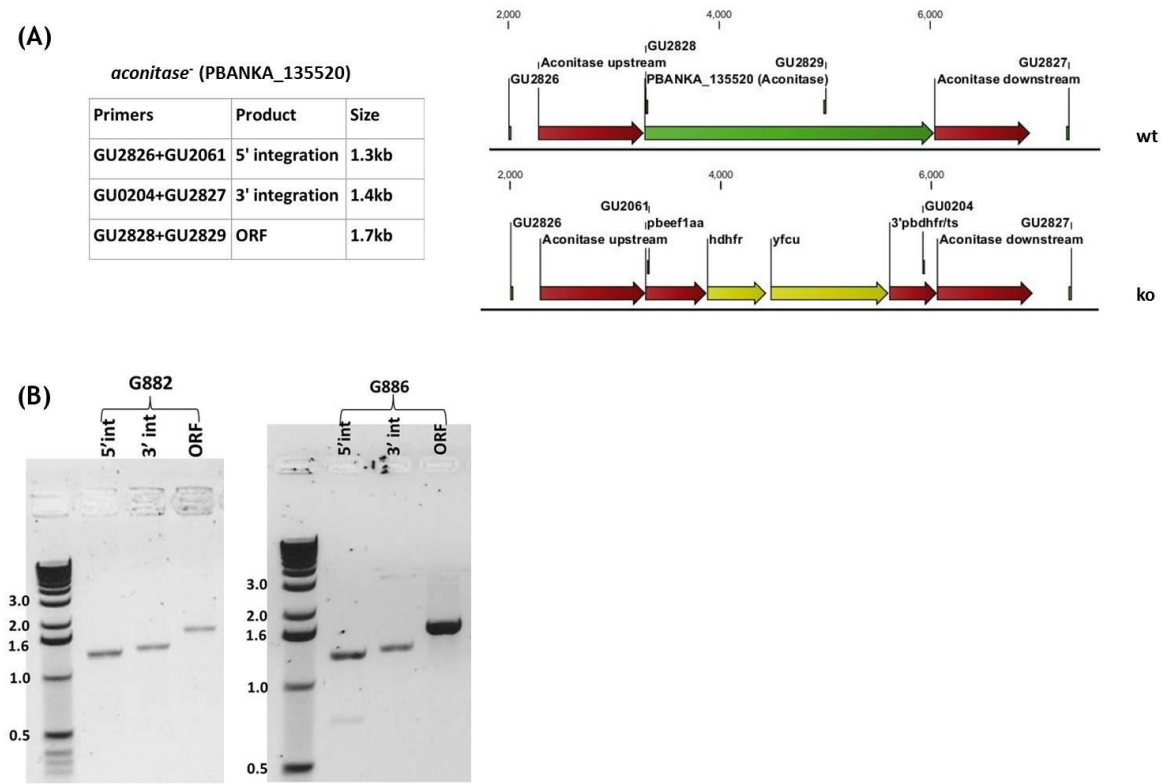 (A)
aconitase- (PBANKA_135520)
Primers Product Size
GU2826+GU2061 5' integration 1.3kb
GU0204+GU2827 3' integration 1.4kb
GU2828+GU2829 ORF 1.7kb
2,000 4,000 6,000
GU2828
Aconitase upstream GU2829 GU2827
GU2826 PBANKA_135520 (Aconitase) Aconitase downstream
wt
2,000 4,000 6,000
GU2061 GU0204
GU2826 pbeef1aa 3'pbdhfr/ts GU2827
Aconitase upstream hdhfr yfcu Aconitase downstream
ko
(B)
G882
5'int 3' int ORF
3.0
2.0
1.6
1.0
0.5
G886
5'int 3' int ORF
3.0
2.0
1.6
1.0
0.5